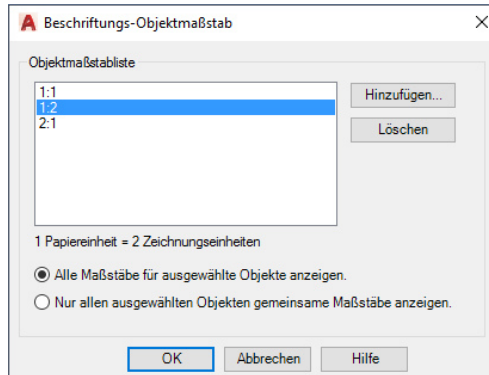 Beschriftungs-Objektmaßstab
Objektmaßstabliste
1:1
1:2
2:1
Hinzufügen...
Löschen
1 Papiereinheit = 2 Zeichnungseinheiten
Alle Maßstäbe für ausgewählte Objekte anzeigen.
Nur allen ausgewählten Objekten gemeinsame Maßstäbe anzeigen.
OK Abbrechen Hilfe